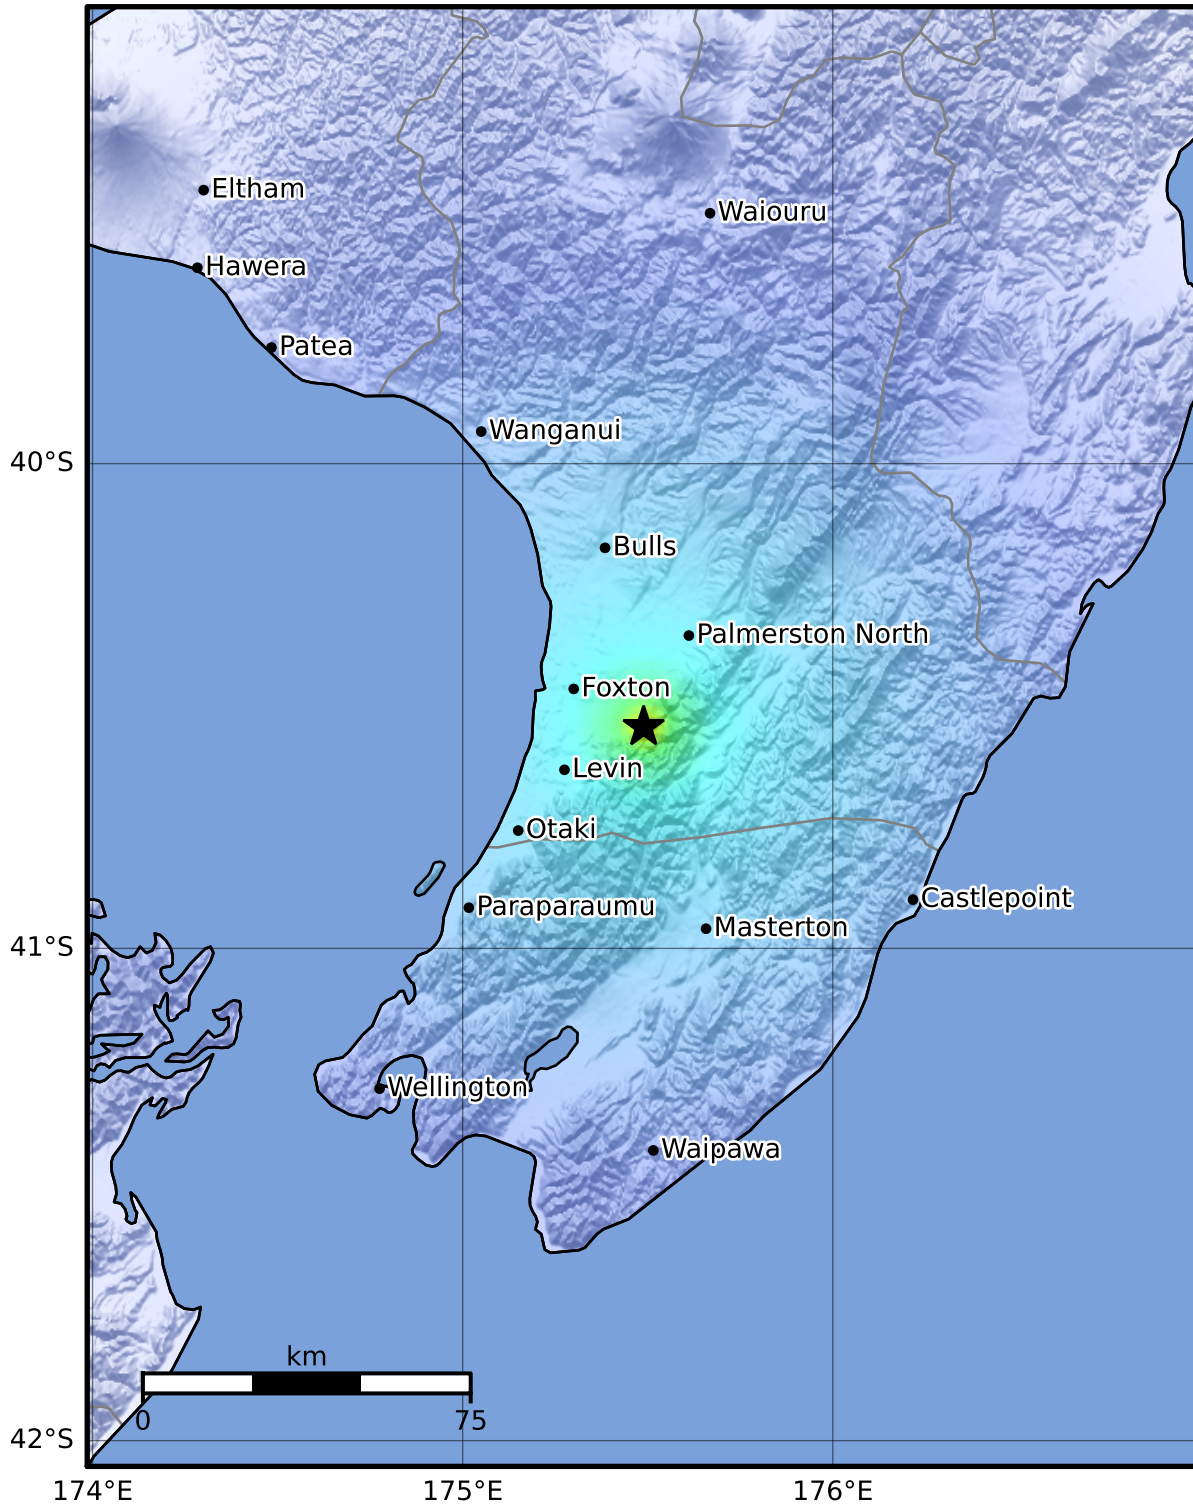 Eltham
Waiouru
Hawera
Patea
Wanganui
40°S
Bulls
Palmerston North
Foxton
Levin
Otaki
Castlepoint
Paraparaumu
Masterton
41°S
Wellington
Waipawa
km
0 75
42°S
174°E 175°E 176°E